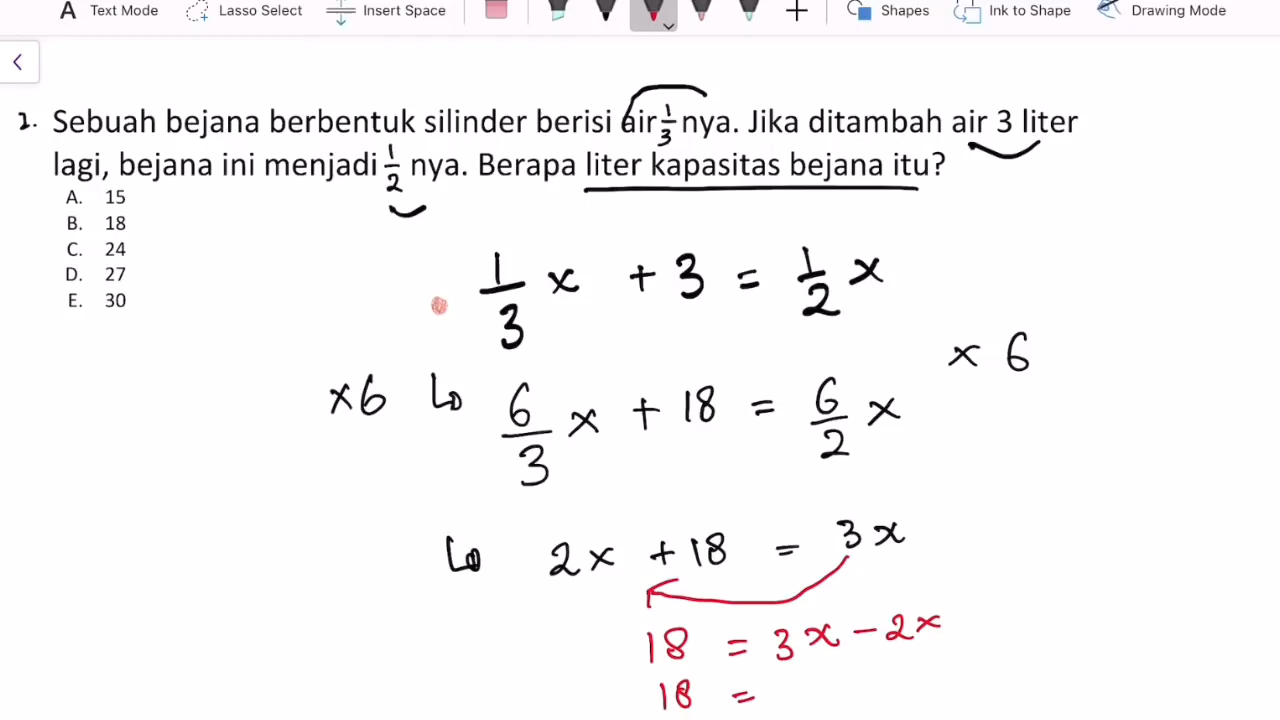 A Text Mode Lasso Select Insert Space Shapes Ink to Shape Drawing Mode
1. Sebuah bejana berbentuk silinder berisi air 1/3 nya. Jika ditambah air 3 liter
lagi, bejana ini menjadi 1/2 nya. Berapa liter kapasitas bejana itu?
A. 15
B. 18
C. 24
D. 27
E. 30
1/3 x + 3 = 1/2 x
× 6
×6 6/3 x + 18 = 6/2 x
2x + 18 = 3x
18 = 3x - 2x
18 =